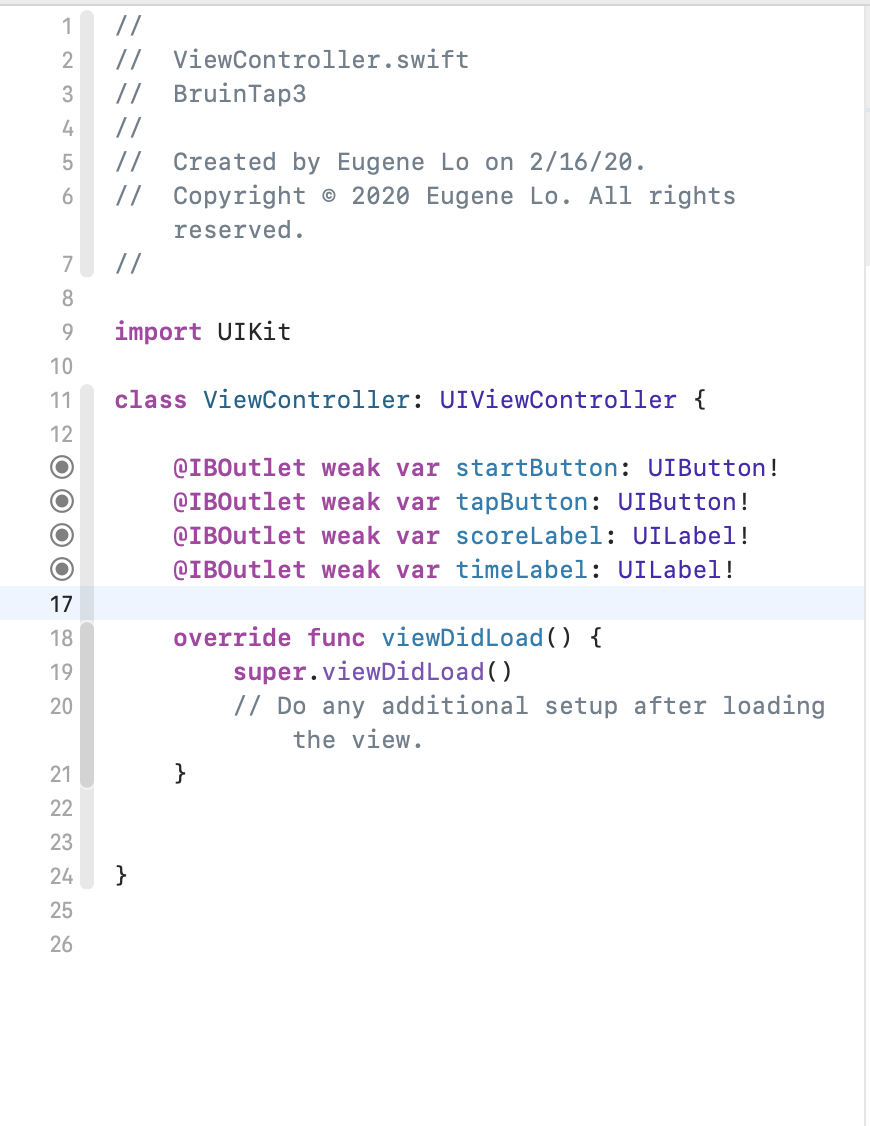 1 //
2 //  ViewController.swift
3 //  BruinTap3
4 //
5 //  Created by Eugene Lo on 2/16/20.
6 //  Copyright © 2020 Eugene Lo. All rights
reserved.
7 //
8
9 import UIKit
10
11 class ViewController: UIViewController {
12
@IBOutlet weak var startButton: UIButton!
@IBOutlet weak var tapButton: UIButton!
@IBOutlet weak var scoreLabel: UILabel!
@IBOutlet weak var timeLabel: UILabel!
17
18     override func viewDidLoad() {
19         super.viewDidLoad()
20         // Do any additional setup after loading
the view.
21     }
22
23
24 }
25
26